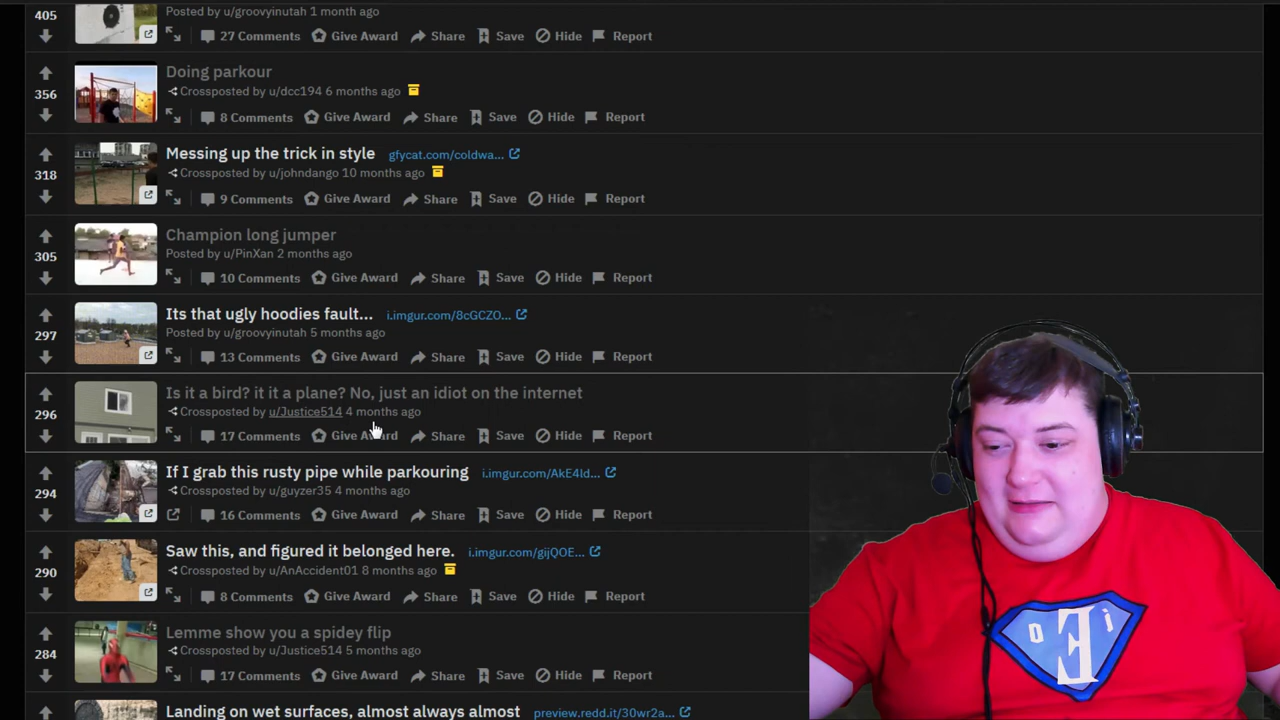 405
Posted by u/groovyinutah 1 month ago
27 Comments Give Award Share Save Hide Report
Doing parkour
356
Crossposted by u/dcc194 6 months ago
8 Comments Give Award Share Save Hide Report
Messing up the trick in style gfycat.com/coldwa...
318
Crossposted by u/johndango 10 months ago
9 Comments Give Award Share Save Hide Report
Champion long jumper
305
Posted by u/PinXan 2 months ago
10 Comments Give Award Share Save Hide Report
Its that ugly hoodies fault... i.imgur.com/8cGCZO...
297
Posted by u/groovyinutah 5 months ago
13 Comments Give Award Share Save Hide Report
Is it a bird? it it a plane? No, just an idiot on the internet
296
Crossposted by u/Justice514 4 months ago
17 Comments Give Award Share Save Hide Report
If I grab this rusty pipe while parkouring i.imgur.com/AkE4ld...
294
Crossposted by u/guyzer35 4 months ago
16 Comments Give Award Share Save Hide Report
Saw this, and figured it belonged here. i.imgur.com/gijQOE...
290
Crossposted by u/AnAccident01 8 months ago
8 Comments Give Award Share Save Hide Report
Lemme show you a spidey flip
284
Crossposted by u/Justice514 5 months ago
17 Comments Give Award Share Save Hide Report
Landing on wet surfaces, almost always almost preview.redd.it/30wr2a...